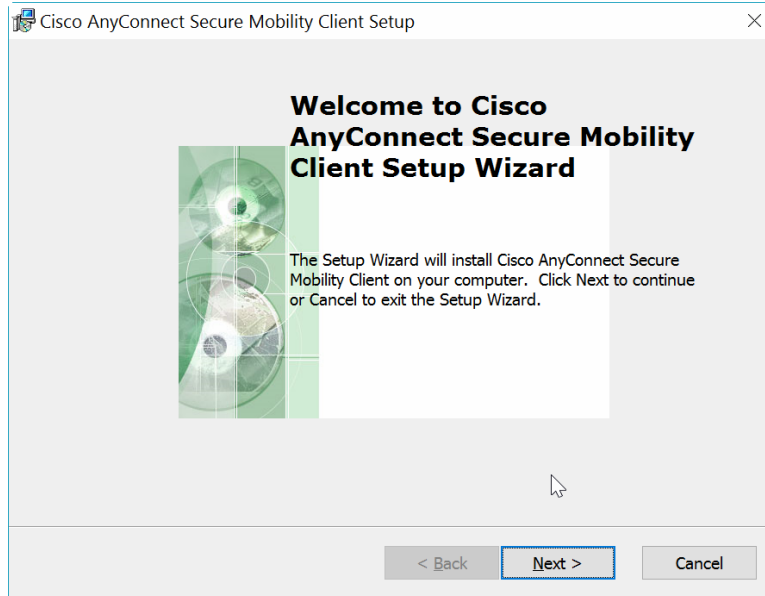 Cisco AnyConnect Secure Mobility Client Setup
Welcome to Cisco
AnyConnect Secure Mobility
Client Setup Wizard
The Setup Wizard will install Cisco AnyConnect Secure
Mobility Client on your computer.  Click Next to continue
or Cancel to exit the Setup Wizard.
< Back
Next >
Cancel